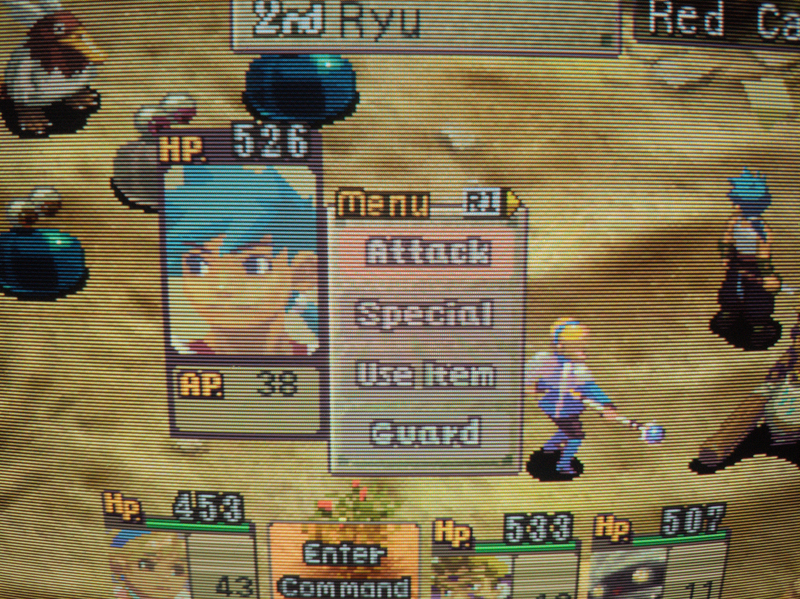 2nd Ryu
Red Ca
HP. 526
Menu R1
Attack
Special
Use Item
Guard
AP. 38
Hp 453
Hp 533
Hp 507
43
Enter
Command
11